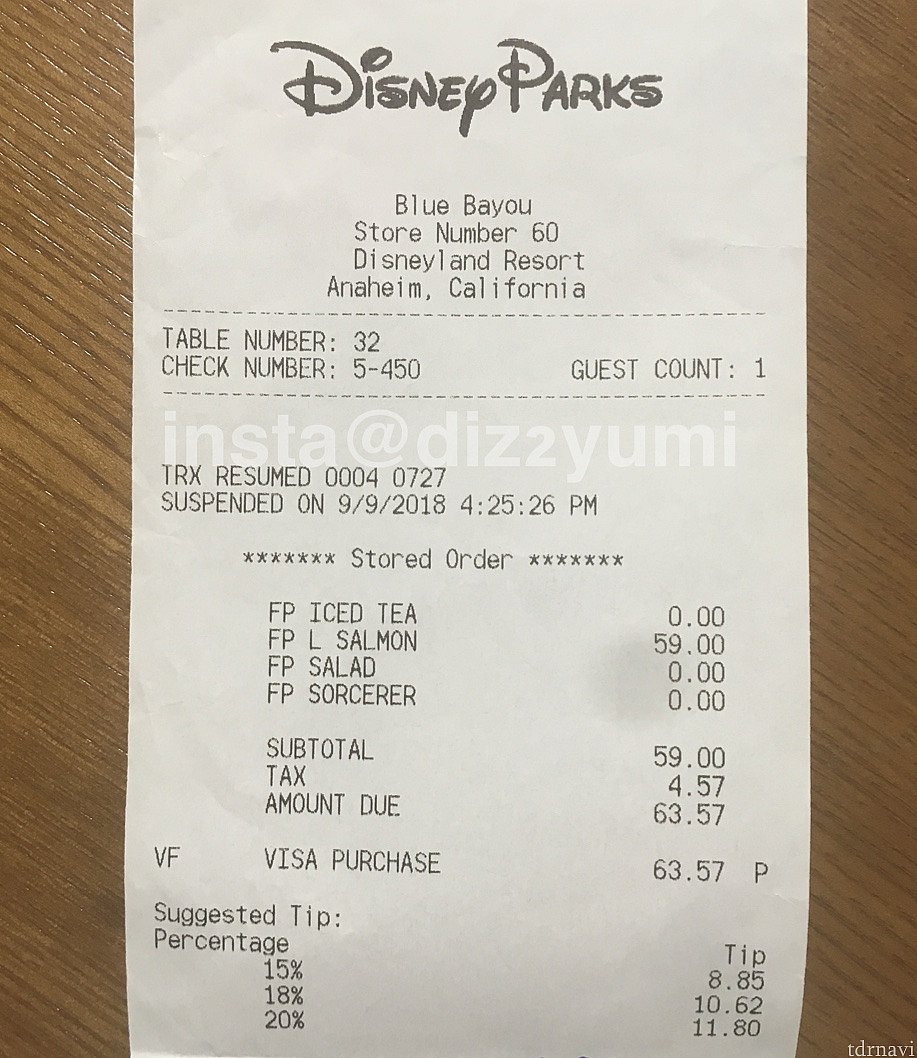 Disney Parks
Blue Bayou
Store Number 60
Disneyland Resort
Anaheim, California
TABLE NUMBER: 32
CHECK NUMBER: 5-450 GUEST COUNT: 1
insta@diz2yumi
TRX RESUMED 0004 0727
SUSPENDED ON 9/9/2018 4:25:26 PM
******* Stored Order *******
FP ICED TEA 0.00
FP L SALMON 59.00
FP SALAD 0.00
FP SORCERER 0.00
SUBTOTAL 59.00
TAX 4.57
AMOUNT DUE 63.57
VF VISA PURCHASE 63.57 P
Suggested Tip:
Percentage Tip
15% 8.85
18% 10.62
20% 11.80
tdrnavi